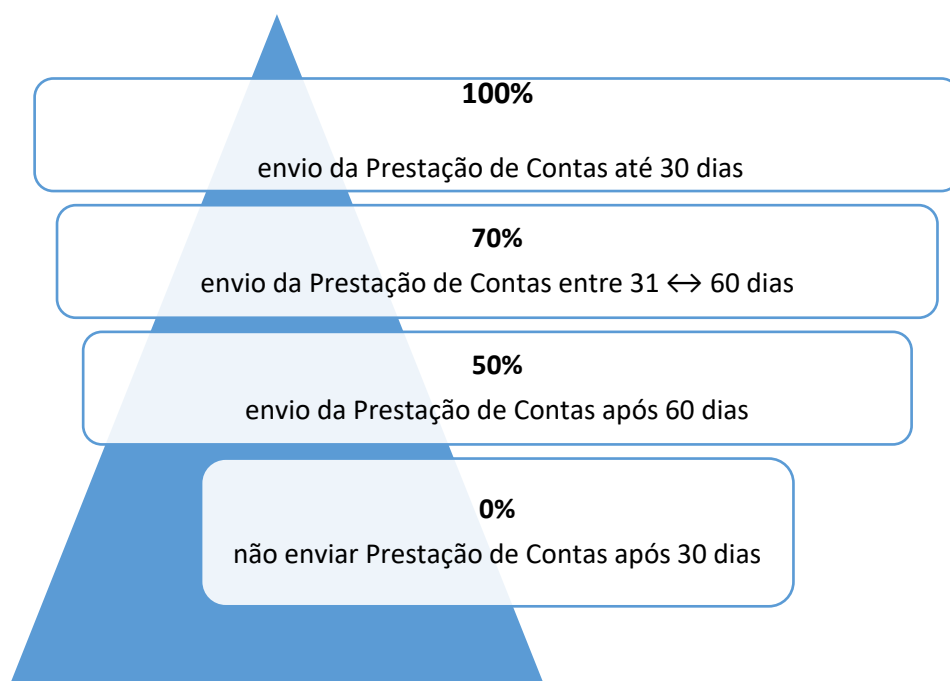 100%
envio da Prestação de Contas até 30 dias
70%
envio da Prestação de Contas entre 31 ↔ 60 dias
50%
envio da Prestação de Contas após 60 dias
0%
não enviar Prestação de Contas após 30 dias